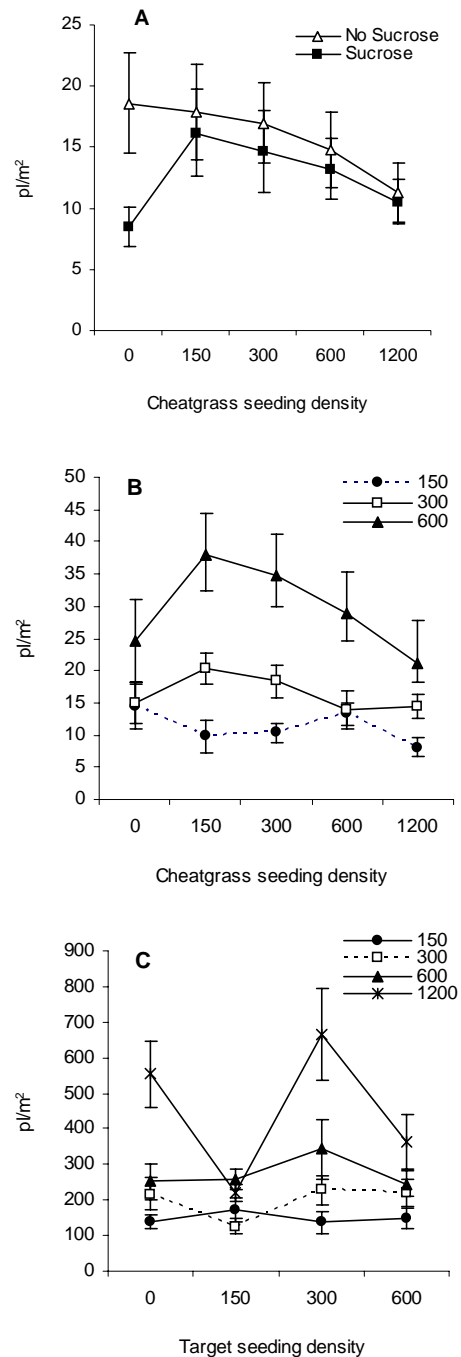 A
No Sucrose
Sucrose
25
20
15
10
5
0
pl/m²
0 150 300 600 1200
Cheatgrass seeding density
B
150
300
600
50
45
40
35
30
25
20
15
10
5
0
pl/m²
0 150 300 600 1200
Cheatgrass seeding density
C
150
300
600
1200
900
800
700
600
500
400
300
200
100
0
pl/m²
0 150 300 600
Target seeding density